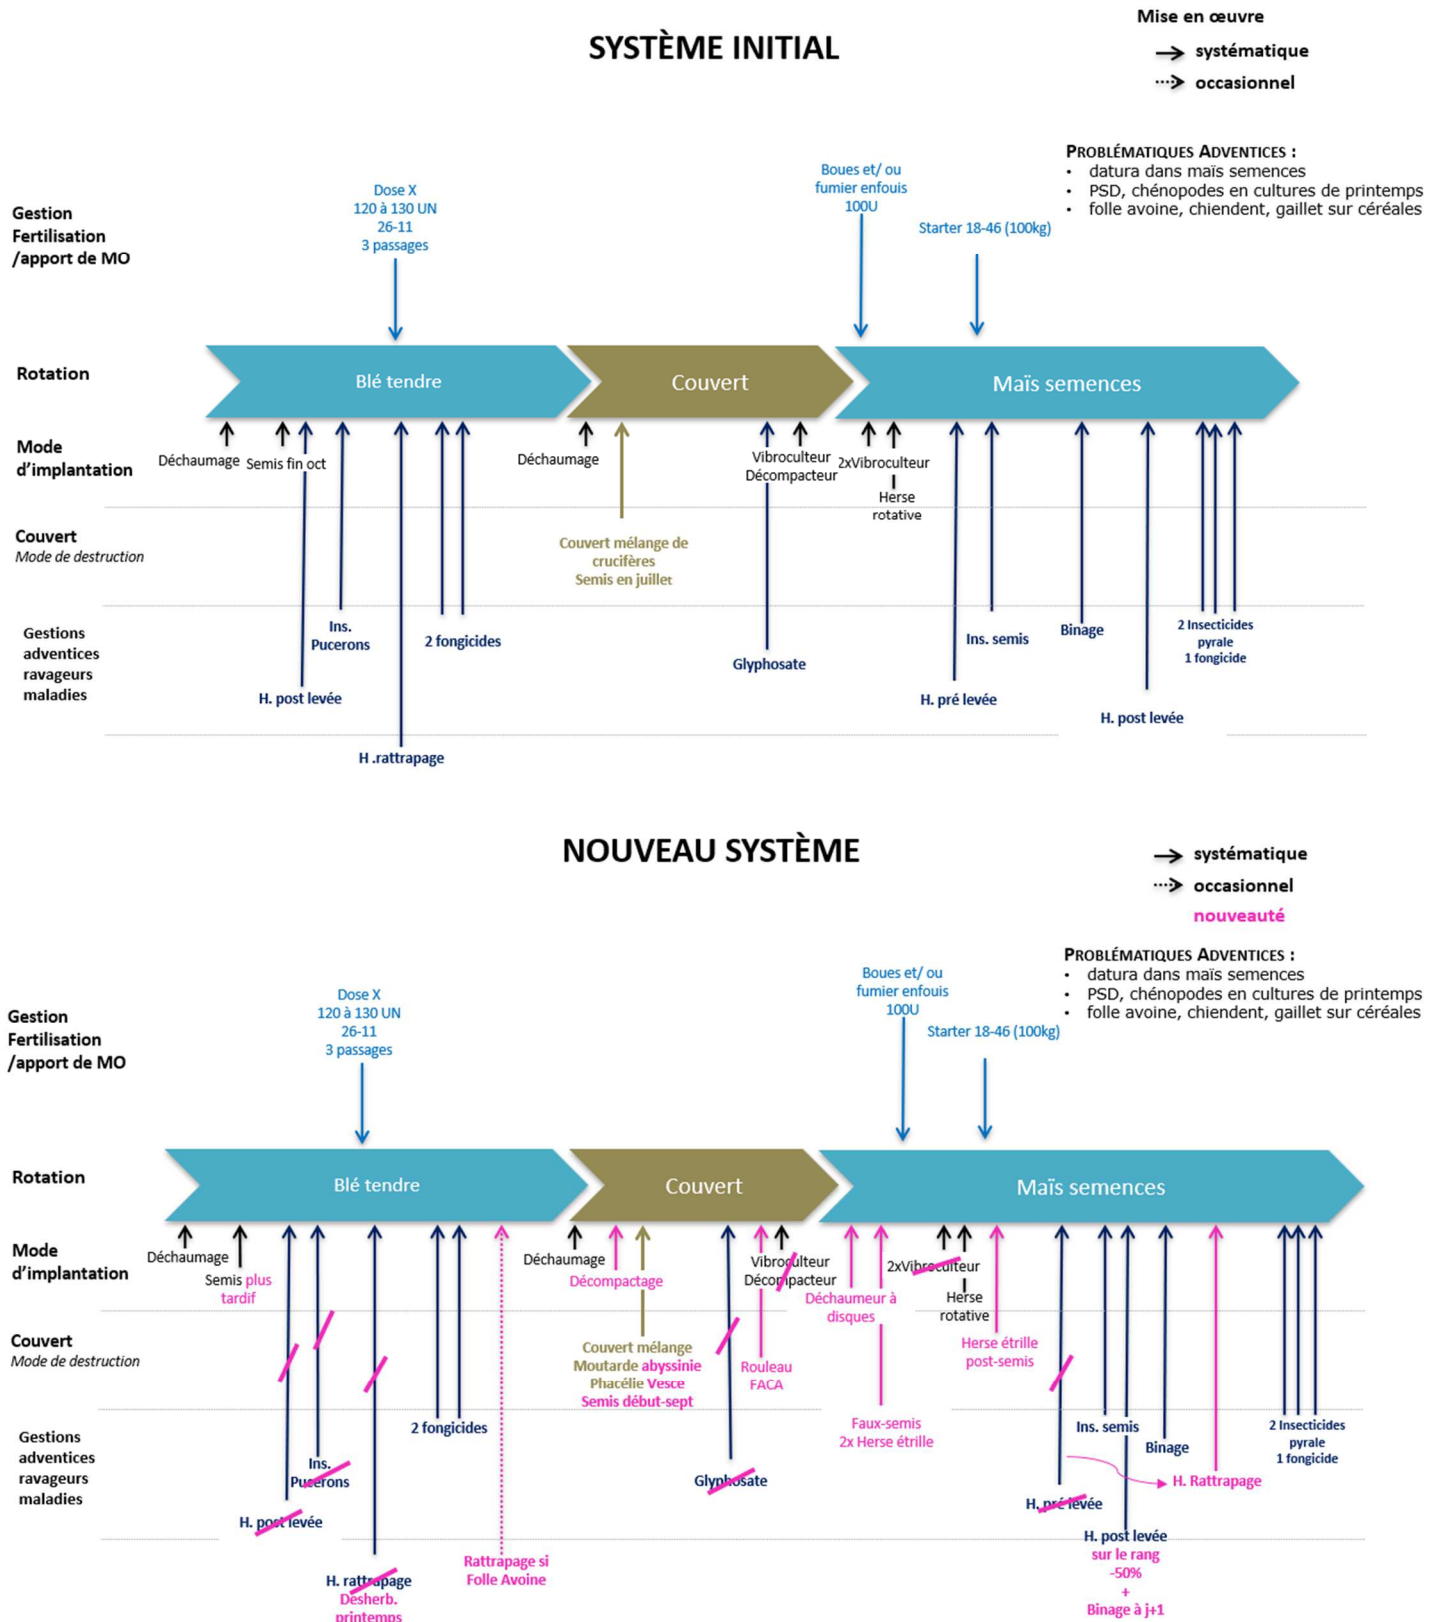 SYSTÈME INITIAL
Mise en œuvre
systématique
occasionnel
PROBLÉMATIQUES ADVENTICES :
• datura dans maïs semences
• PSD, chénopodes en cultures de printemps
• folle avoine, chiendent, gaillet sur céréales
Gestion
Fertilisation
/apport de MO
Dose X
120 à 130 UN
26-11
3 passages
Boues et/ ou
fumier enfouis
100U
Starter 18-46 (100kg)
Rotation
Blé tendre
Couvert
Maïs semences
Mode
d'implantation
Déchaumage
Semis fin oct
Déchaumage
Vibroculteur
Décompacteur
2xVibroculteur
Herse
rotative
Couvert
Mode de destruction
Couvert mélange de
crucifères
Semis en juillet
Gestions
adventices
ravageurs
maladies
H. post levée
Ins.
Pucerons
H .rattrapage
2 fongicides
Glyphosate
H. pré levée
Ins. semis
Binage
H. post levée
2 Insecticides
pyrale
1 fongicide
NOUVEAU SYSTÈME
systématique
occasionnel
nouveauté
PROBLÉMATIQUES ADVENTICES :
• datura dans maïs semences
• PSD, chénopodes en cultures de printemps
• folle avoine, chiendent, gaillet sur céréales
Gestion
Fertilisation
/apport de MO
Dose X
120 à 130 UN
26-11
3 passages
Boues et/ ou
fumier enfouis
100U
Starter 18-46 (100kg)
Rotation
Blé tendre
Couvert
Maïs semences
Mode
d'implantation
Déchaumage
Semis plus
tardif
Déchaumage
Décompactage
Vibroculteur
Décompacteur
Déchaumeur à
disques
2xVibroculteur
Herse
rotative
Herse étrille
post-semis
Couvert
Mode de destruction
Couvert mélange
Moutarde abyssinie
Phacélie Vesce
Semis début-sept
Rouleau
FACA
Faux-semis
2x Herse étrille
Gestions
adventices
ravageurs
maladies
H. post levée
Ins.
Pucerons
H. rattrapage
Desherb.
printemps
2 fongicides
Rattrapage si
Folle Avoine
Glyphosate
H. pré levée
Ins. semis
H. post levée
sur le rang
-50%
+
Binage à j+1
Binage
H. Rattrapage
2 Insecticides
pyrale
1 fongicide